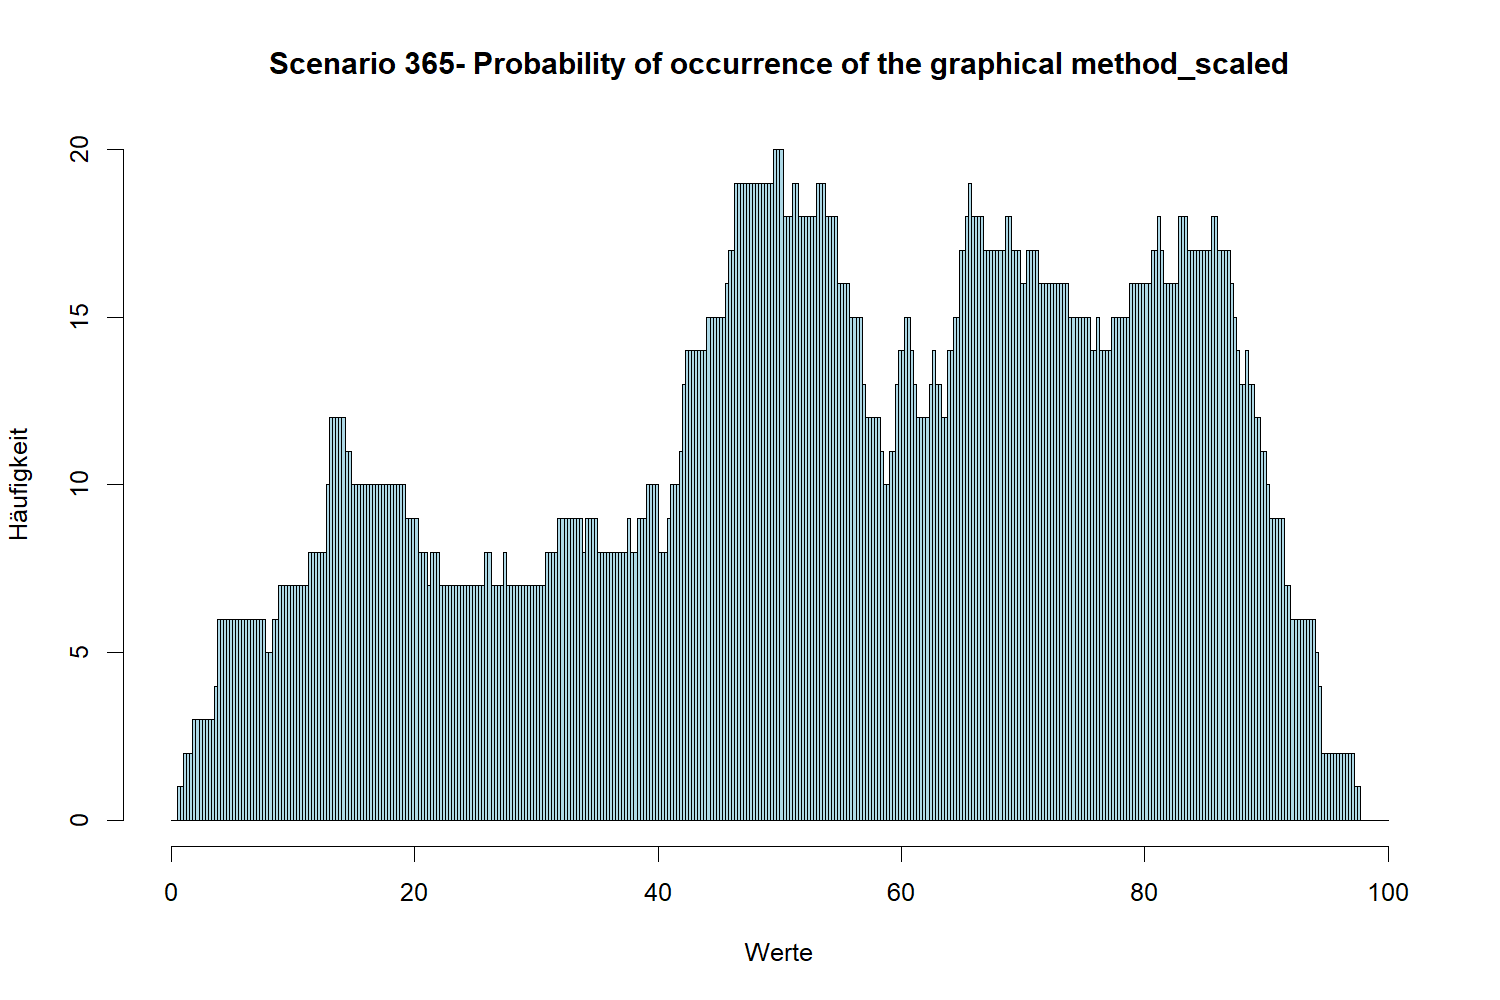 Scenario 365- Probability of occurrence of the graphical method_scaled
20
15
10
5
0
Häufigkeit
0 20 40 60 80 100
Werte